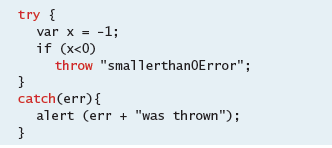 try {
var x = -1;
if (x<0)
throw "smallerthan0Error";
}
catch(err){
alert (err + "was thrown");
}